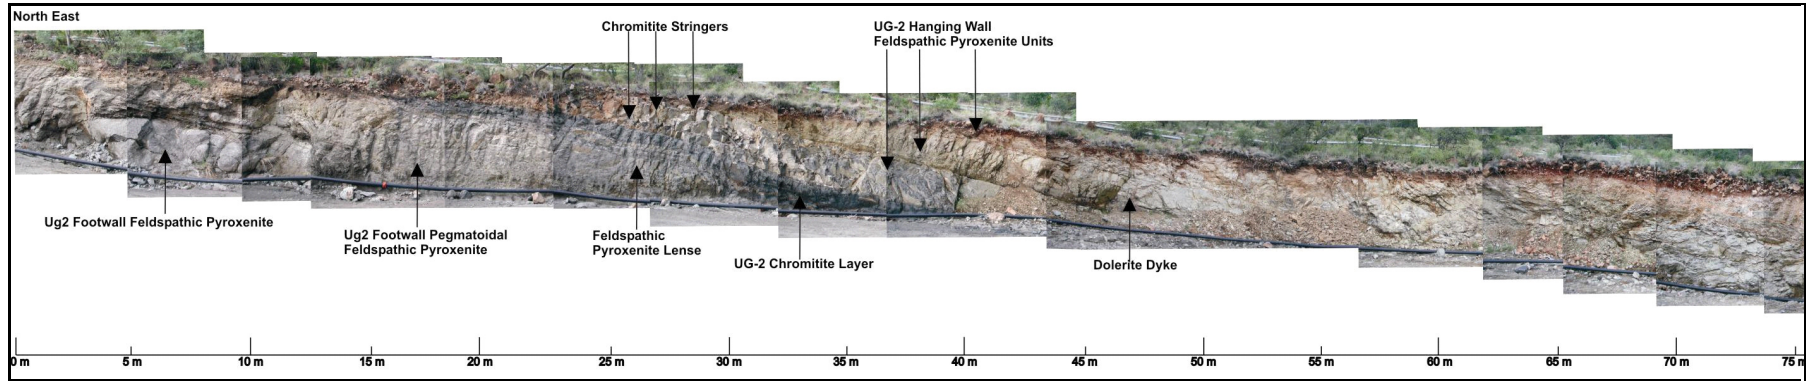 North East
Chromitite Stringers
UG-2 Hanging Wall
Feldspathic Pyroxenite Units
Ug2 Footwall Feldspathic Pyroxenite
Ug2 Footwall Pegmatoidal
Feldspathic Pyroxenite
Feldspathic
Pyroxenite Lense
UG-2 Chromitite Layer
Dolerite Dyke
0 m 5 m 10 m 15 m 20 m 25 m 30 m 35 m 40 m 45 m 50 m 55 m 60 m 65 m 70 m 75 m